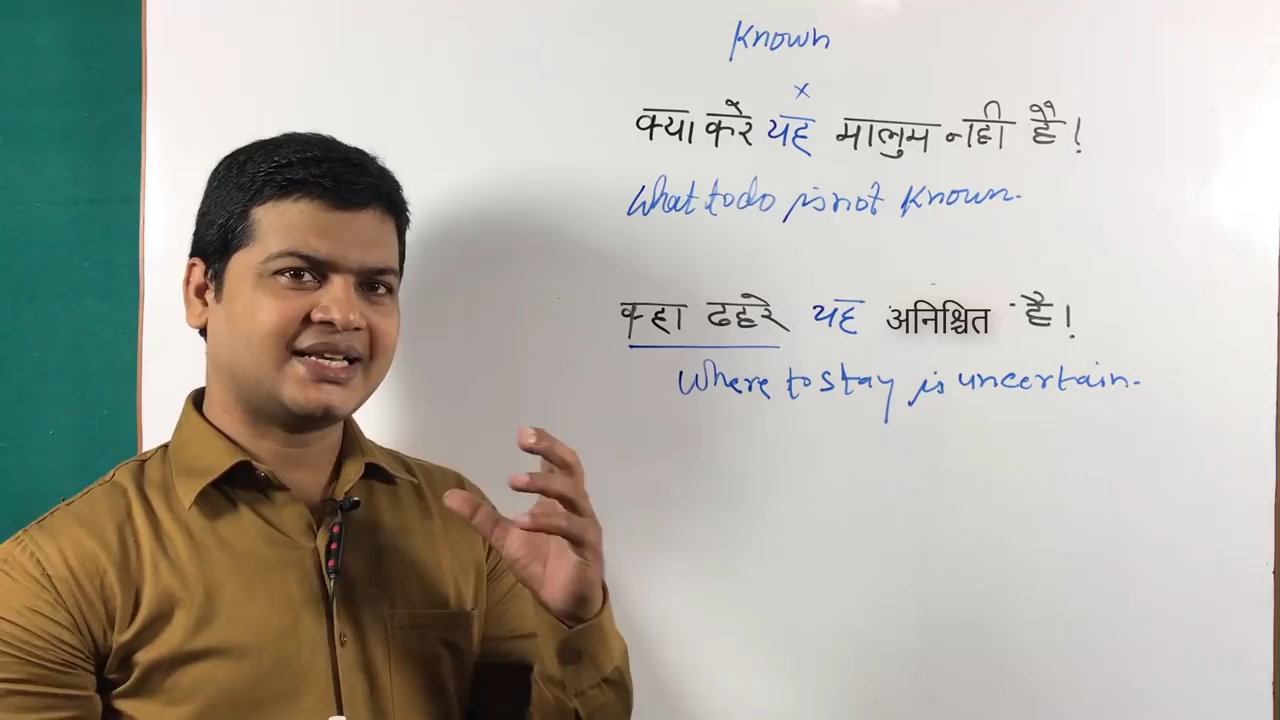 Known
x
क्या करे यह मालुम नही है!
What to do is not known.
कहा ठहरे यह अनिश्चित है!
Where to stay is uncertain.